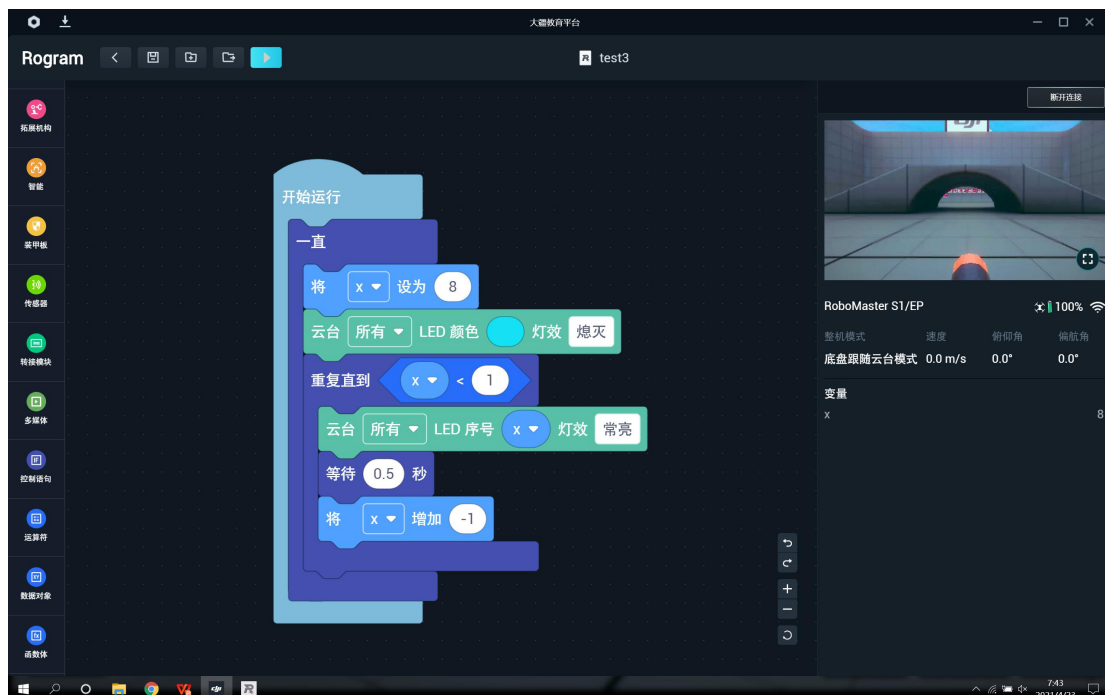 大疆教育平台
Rogram
test3
断开连接
拓展机构
智能
装甲板
传感器
转接模块
多媒体
控制语句
运算符
数据对象
函数体
开始运行
一直
将 x 设为 8
云台 所有 LED 颜色 灯效 熄灭
重复直到 x < 1
云台 所有 LED 序号 x 灯效 常亮
等待 0.5 秒
将 x 增加 -1
RoboMaster S1/EP 100%
整机模式 速度 俯仰角 偏航角
底盘跟随云台模式 0.0 m/s 0.0° 0.0°
变量
x 8
7:43
2021/4/23